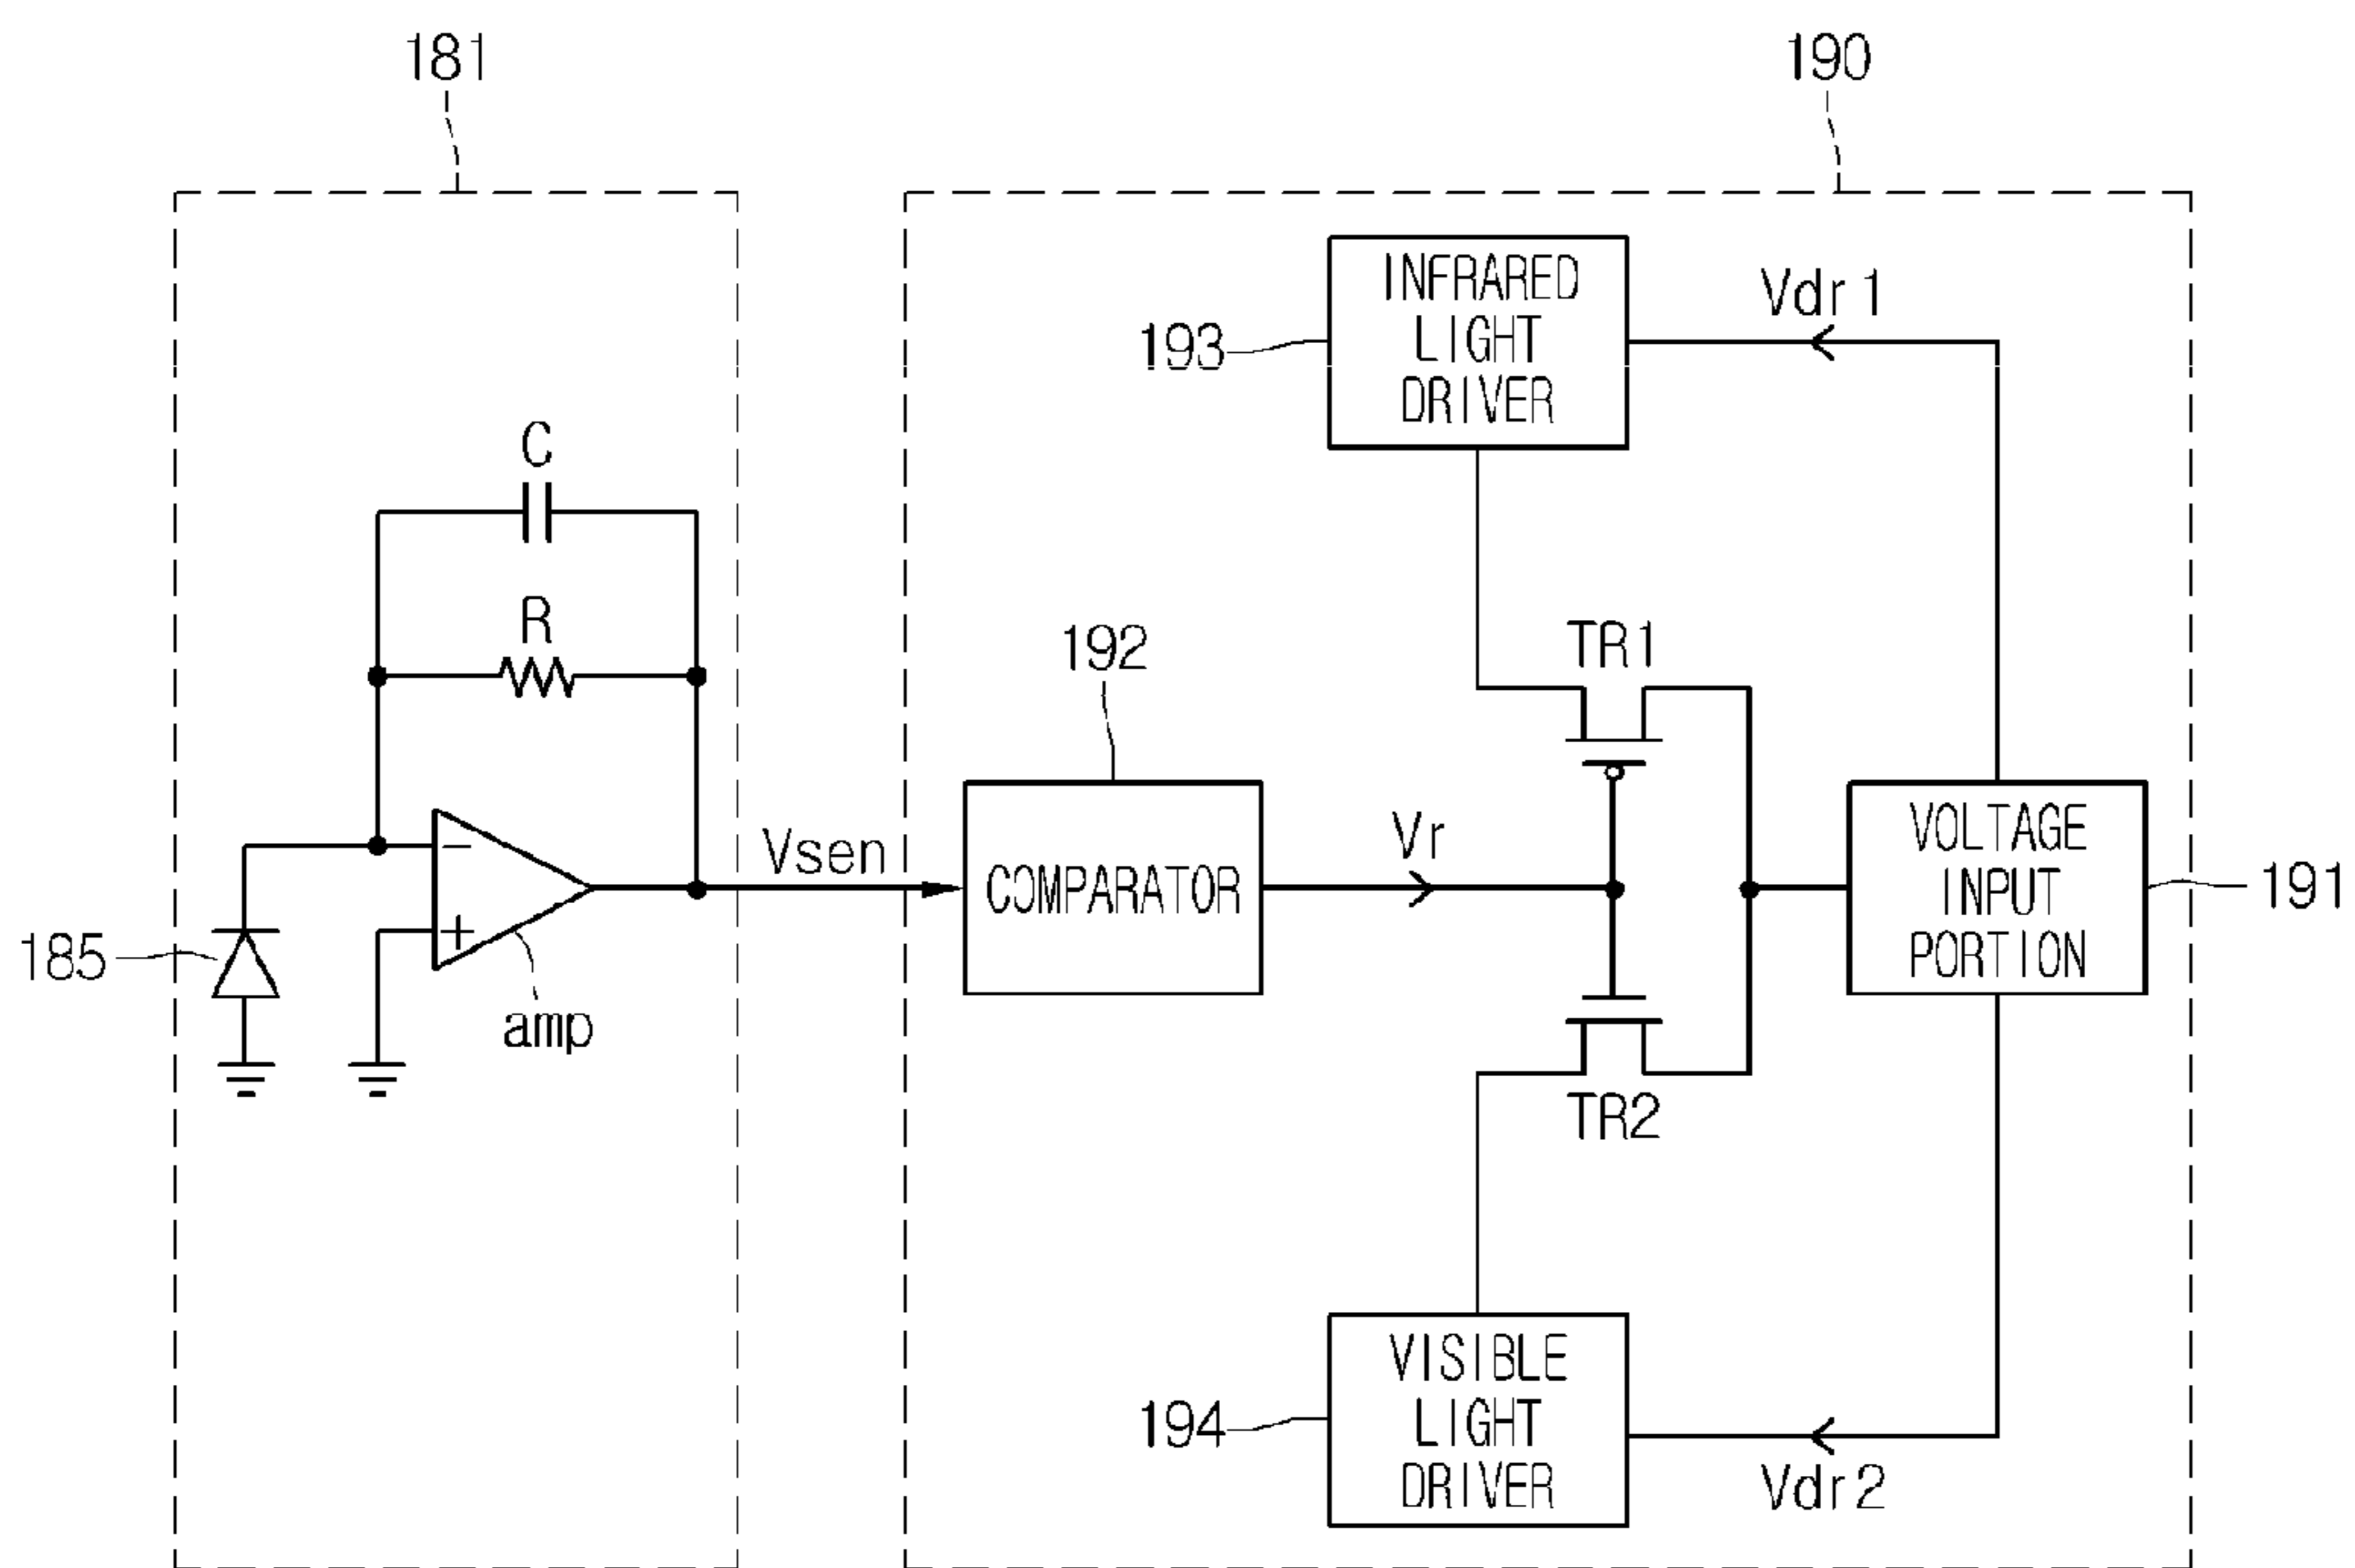 181
190
INFRARED
LIGHT
DRIVER
Vdr1
193
C
R
192
TR1
Vsen
COMPARATOR
Vr
VOLTAGE
INPUT
PORTION
191
185
amp
TR2
VISIBLE
LIGHT
DRIVER
194
Vdr2